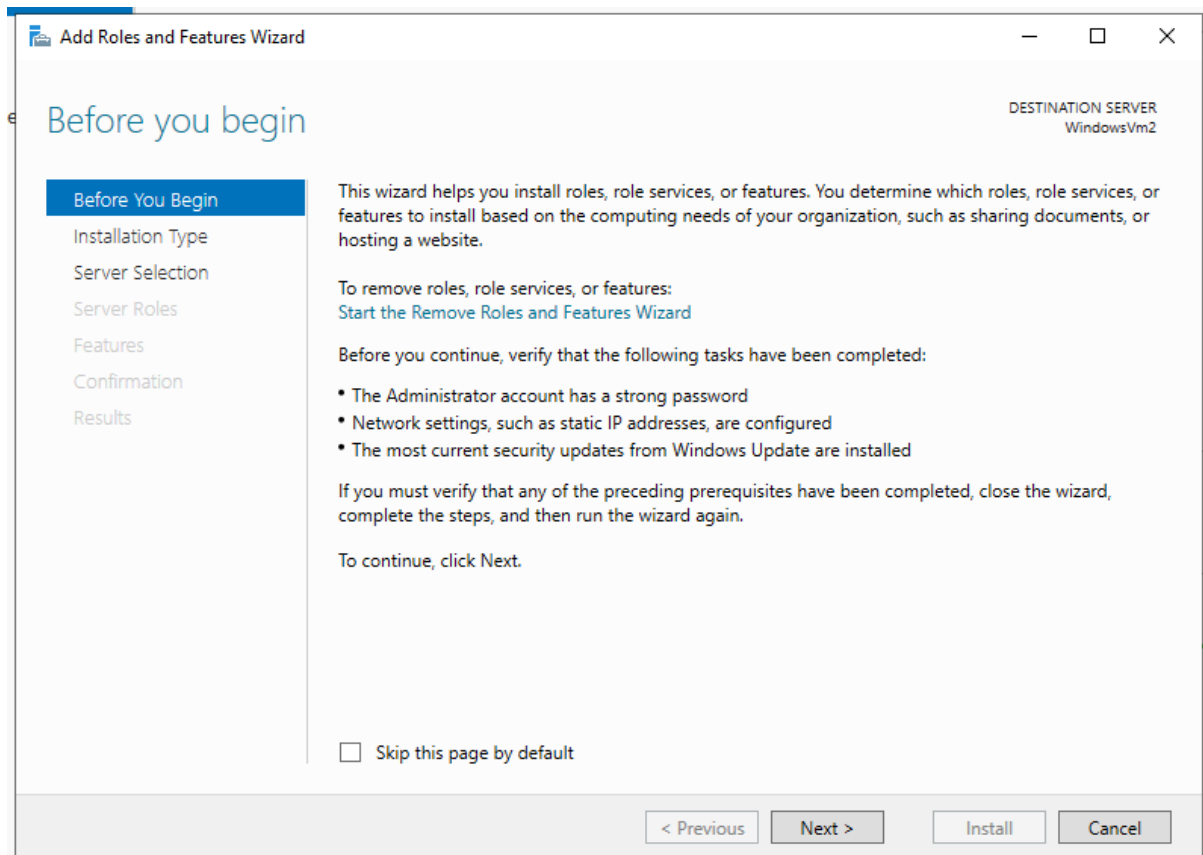 Add Roles and Features Wizard
Before you begin
DESTINATION SERVER
WindowsVm2
Before You Begin
Installation Type
Server Selection
Server Roles
Features
Confirmation
Results
This wizard helps you install roles, role services, or features. You determine which roles, role services, or
features to install based on the computing needs of your organization, such as sharing documents, or
hosting a website.
To remove roles, role services, or features:
Start the Remove Roles and Features Wizard
Before you continue, verify that the following tasks have been completed:
• The Administrator account has a strong password
• Network settings, such as static IP addresses, are configured
• The most current security updates from Windows Update are installed
If you must verify that any of the preceding prerequisites have been completed, close the wizard,
complete the steps, and then run the wizard again.
To continue, click Next.
Skip this page by default
< Previous
Next >
Install
Cancel